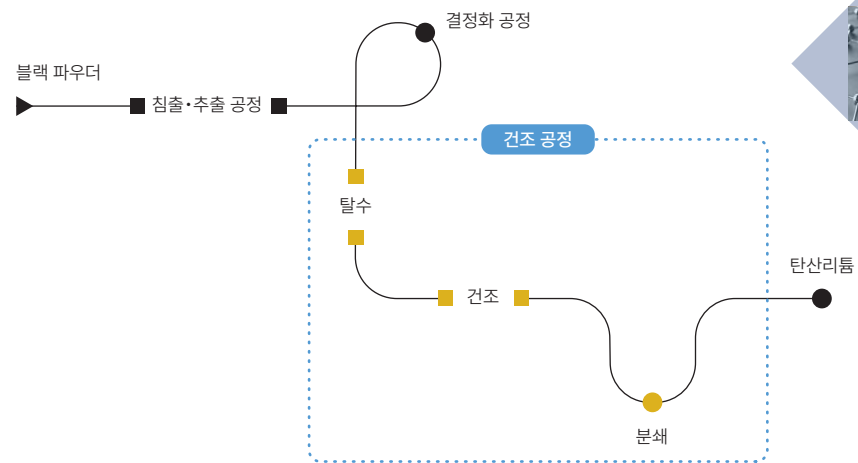 결정화 공정
블랙 파우더
침출·추출 공정
건조 공정
탈수
탄산리튬
건조
분쇄